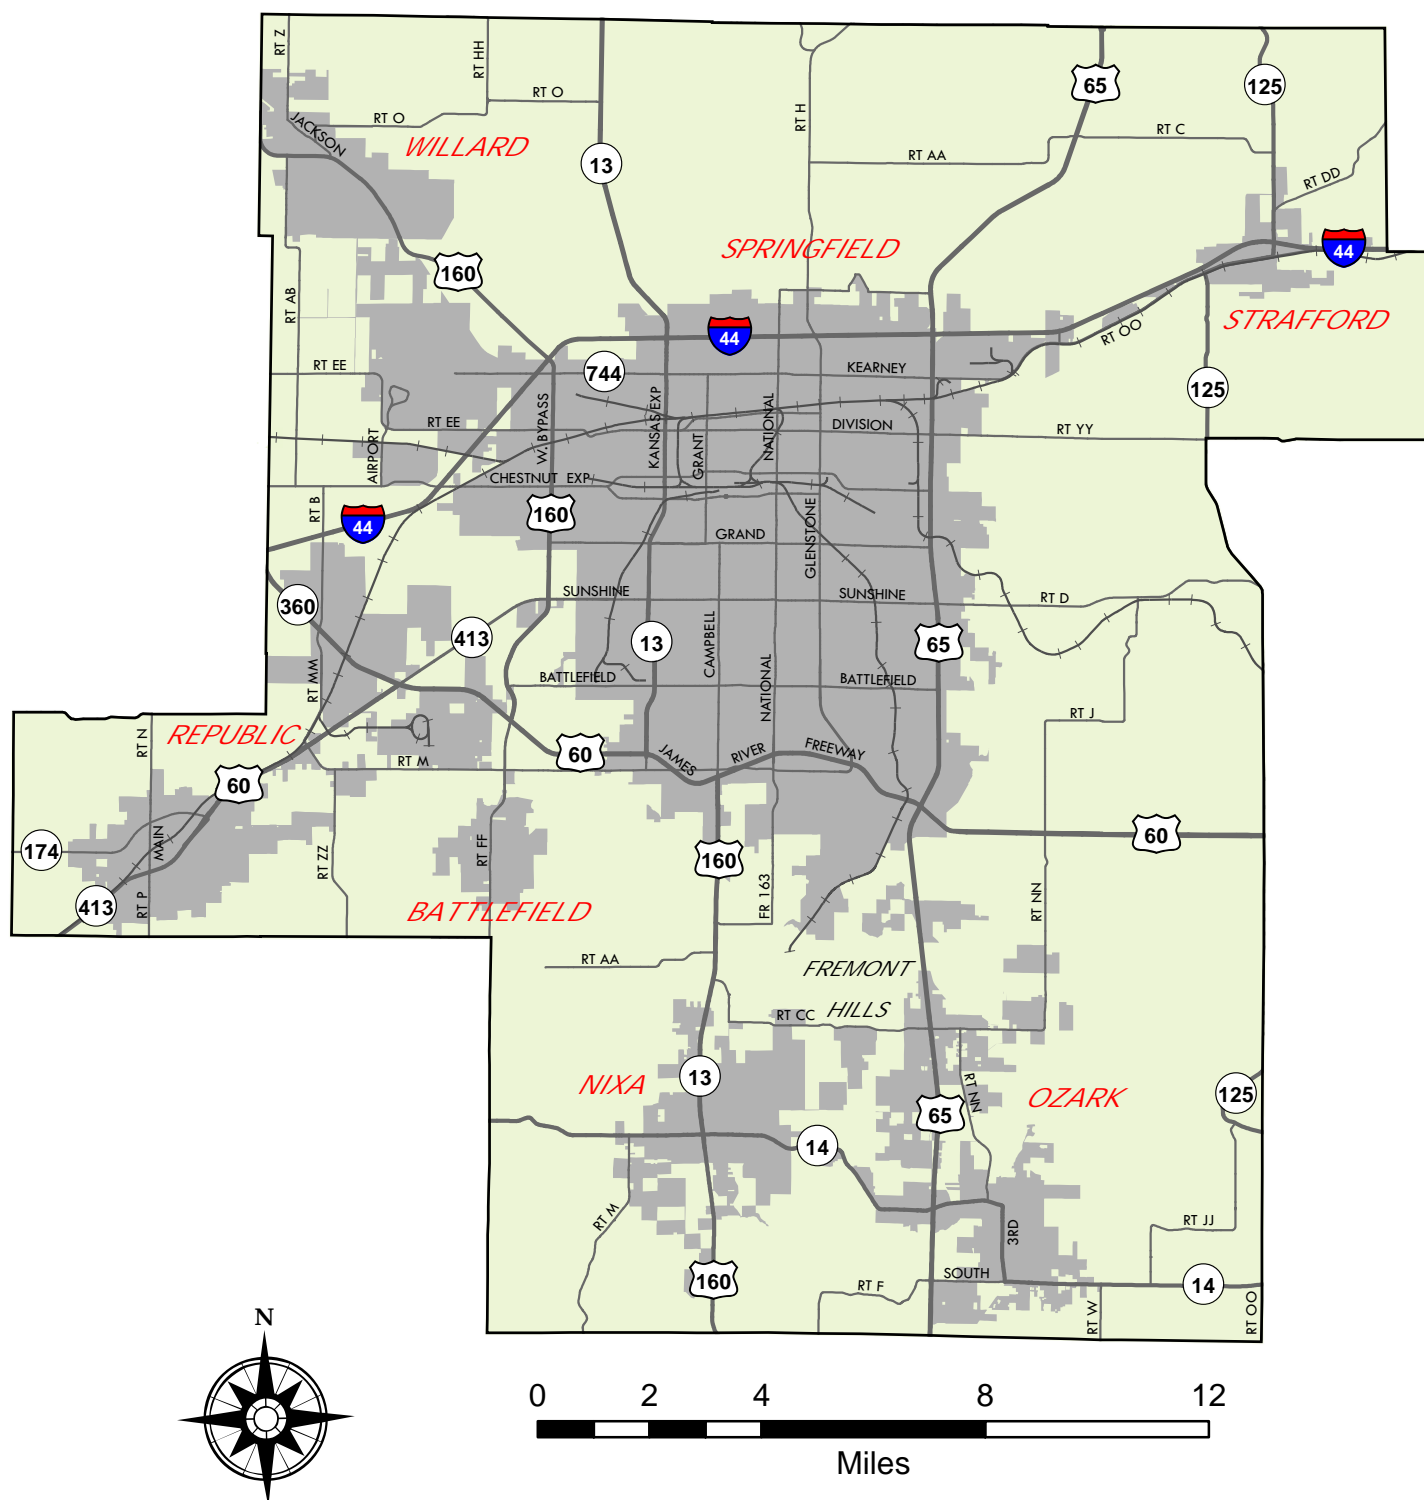 RT Z
RT HH
RT O
RT O
JACKSON
WILLARD
13
RT H
65
125
RT C
RT AA
RT DD
SPRINGFIELD
160
44
STRAFFORD
RT AB
44
RT OO
RT EE
744
KEARNEY
125
W. BYPASS
KANSAS EXP
NATIONAL
RT EE
AIRPORT
GRANT
DIVISION
RT YY
CHESTNUT EXP
RT B
44
160
GRAND
GLENSTONE
360
SUNSHINE
SUNSHINE
RT D
413
13
CAMPBELL
65
RT MM
BATTLEFIELD
NATIONAL
BATTLEFIELD
RT J
REPUBLIC
RT N
60
RT M
60
JAMES
RIVER
FREEWAY
174
MAIN
RT ZZ
RT FF
160
60
413
RT P
BATTLEFIELD
FR 163
RT NN
RT AA
FREMONT
HILLS
RT CC
NIXA
13
RT NN
OZARK
125
65
14
RT M
3RD
RT JJ
160
RT F
SOUTH
14
RT W
RT OO
N
0 2 4 8 12
Miles